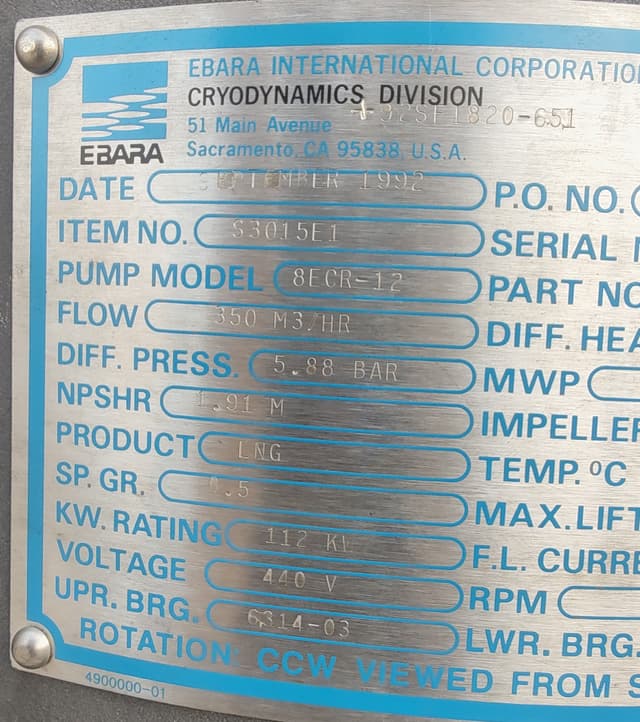 EBARA INTERNATIONAL CORPORATIO
CRYODYNAMICS DIVISION
51 Main Avenue
Sacramento, CA 95838, U.S.A.
EBARA
DATE SEPTEMBER 1992 P.O. NO.
ITEM NO. S3015E1 SERIAL
PUMP MODEL 8ECR-12 PART NO
FLOW 350 M3/HR DIFF. HEA
DIFF. PRESS. 5.88 BAR MWP
NPSHR 1.91 M IMPELLER
PRODUCT LNG TEMP. ºC
SP. GR. 0.5 MAX. LIFT
KW. RATING 112 KW F.L. CURRE
VOLTAGE 440 V RPM
UPR. BRG. 6314-03 LWR. BRG.
ROTATION: CCW VIEWED FROM S
4900000-01